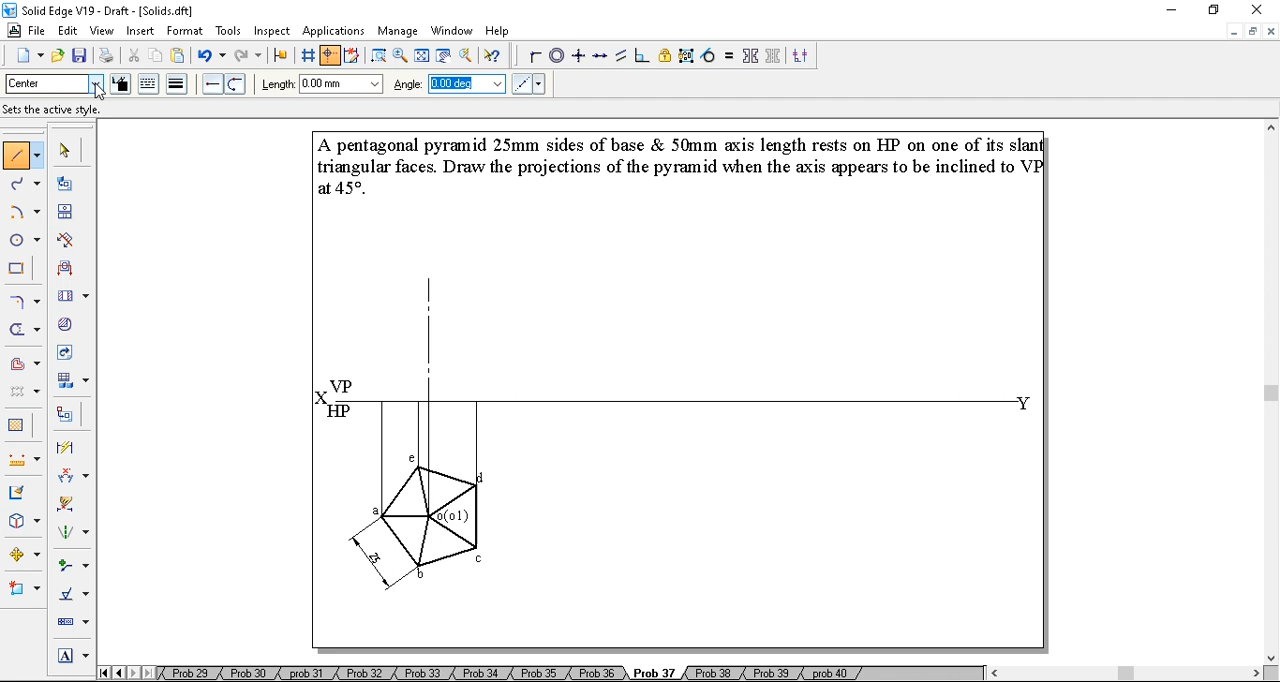 Solid Edge V19 - Draft - [Solids.dft]
File Edit View Insert Format Tools Inspect Applications Manage Window Help
Center Length: 0.00 mm Angle: 0.00 deg
Sets the active style.
A pentagonal pyramid 25mm sides of base & 50mm axis length rests on HP on one of its slant
triangular faces. Draw the projections of the pyramid when the axis appears to be inclined to VP
at 45°.
VP
X Y
HP
e
d
a o(o1)
25 c
b
Prob 29 Prob 30 prob 31 Prob 32 Prob 33 Prob 34 Prob 35 Prob 36 Prob 37 Prob 38 Prob 39 prob 40